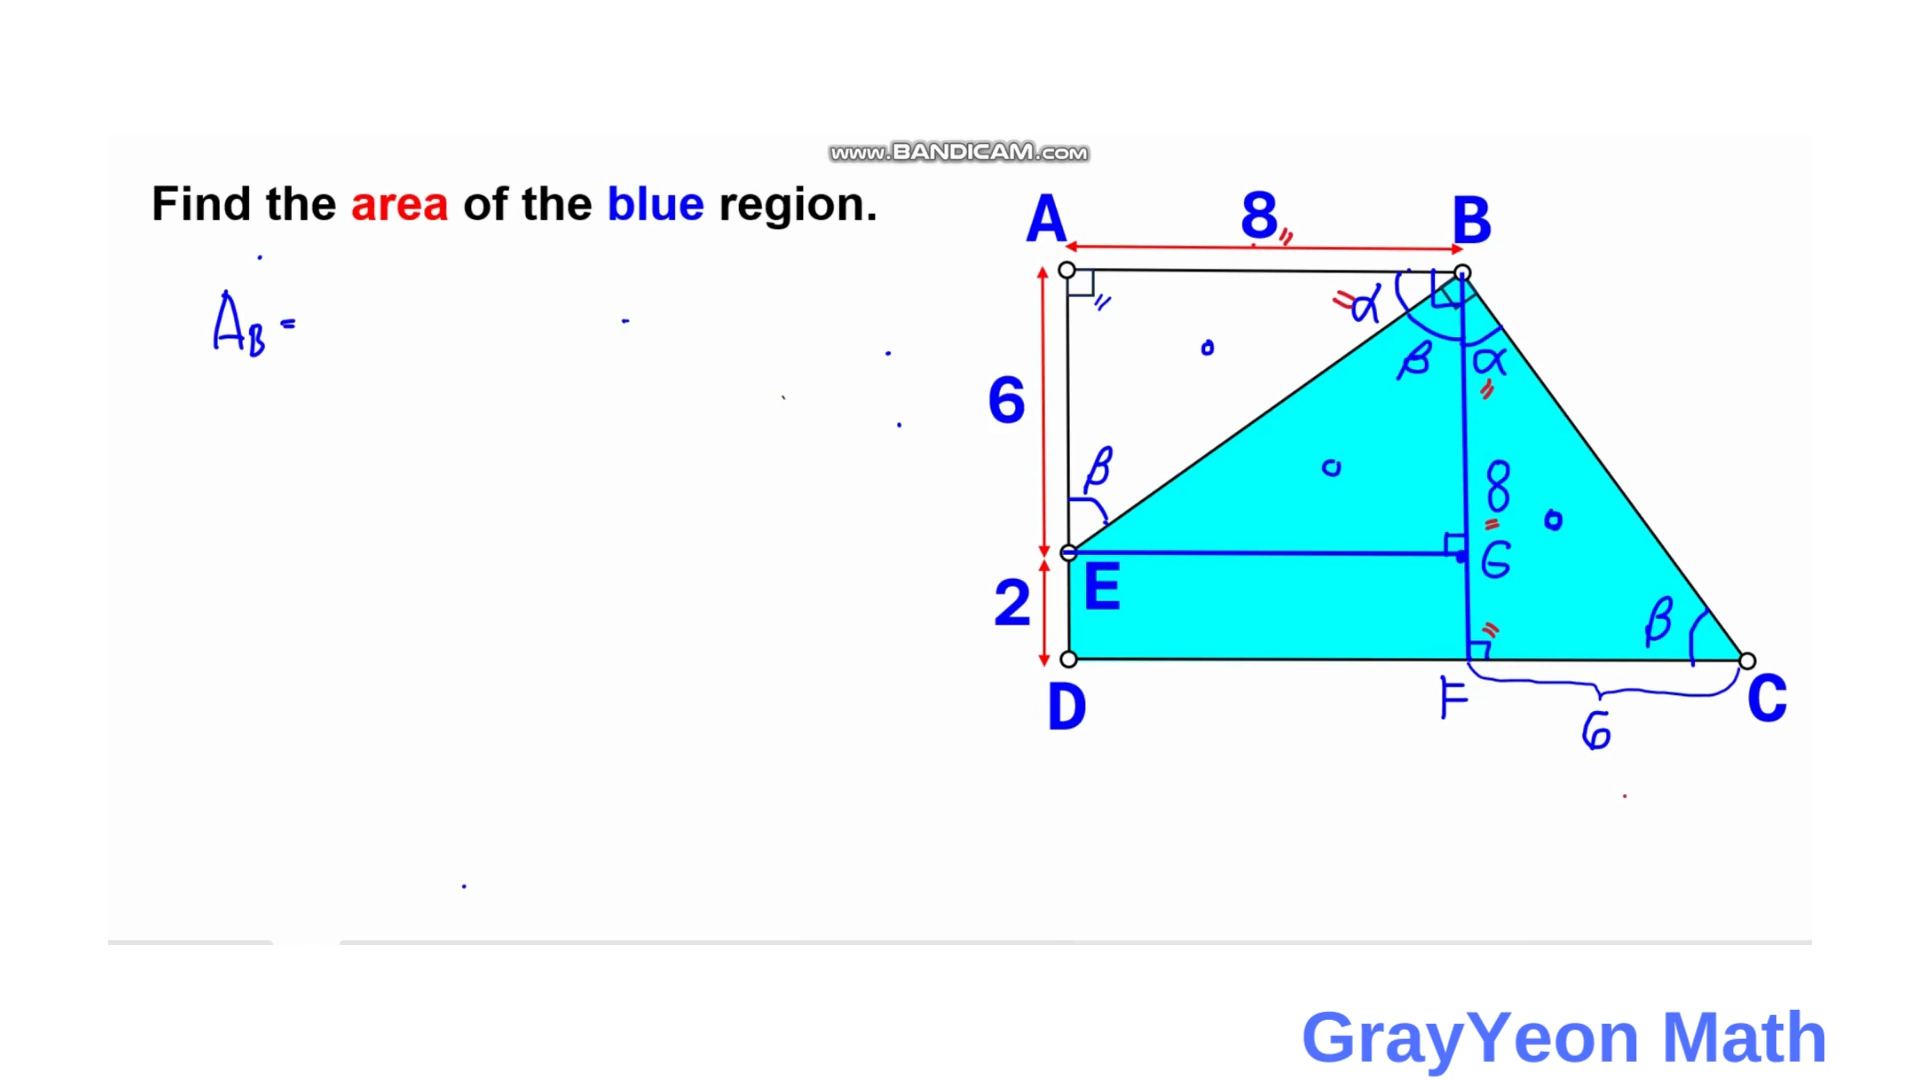 www.BANDICAM.com
Find the area of the blue region.
A_B =
A 8 B
α
β α
6
β
8
E G
2
β
D F C
6
GrayYeon Math